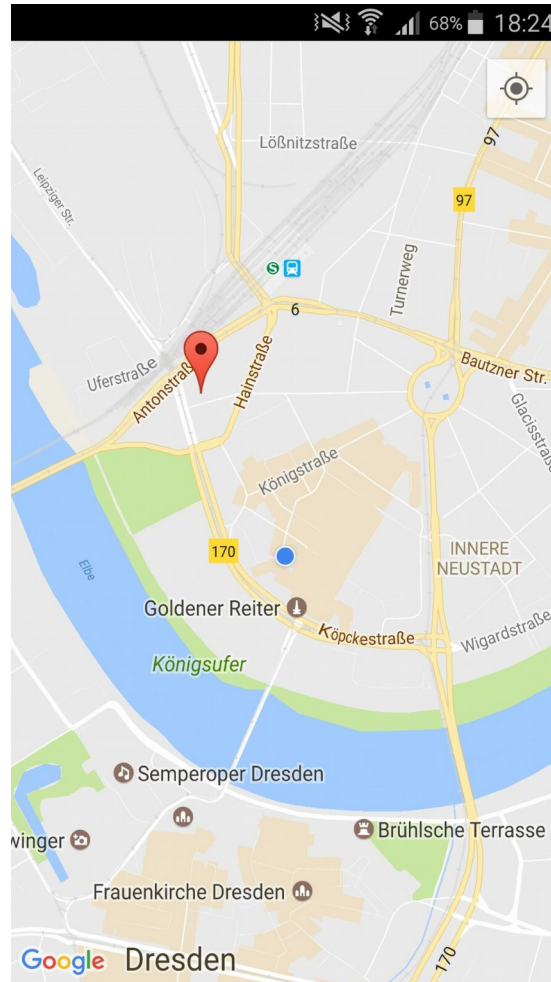 68% 18:24
Lößnitzstraße
97
97
Leipziger Str.
S
Turnerweg
6
Uferstraße
Antonstraß
Hainstraße
Bautzner Str.
Glacisstraße
Königstraße
Elbe
170
INNERE
NEUSTADT
Goldener Reiter
Köpckestraße
Wigardstraße
Königsufer
Semperoper Dresden
winger
Brühlsche Terrasse
Frauenkirche Dresden
Google Dresden
170